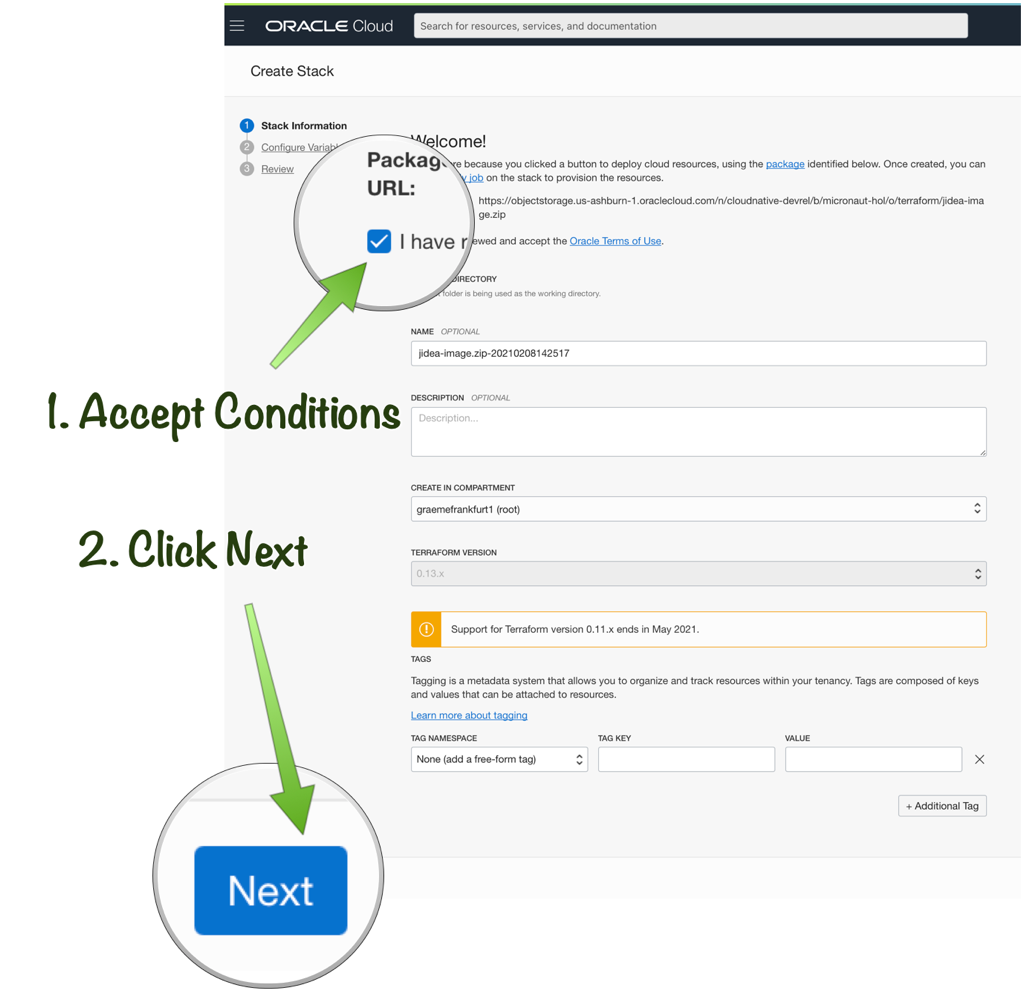 ORACLE Cloud
Search for resources, services, and documentation
Create Stack
1 Stack Information
2 Configure Variab
3 Review
Welcome!
re because you clicked a button to deploy cloud resources, using the package identified below. Once created, you can
job on the stack to provision the resources.
Packag
URL:
https://objectstorage.us-ashburn-1.oraclecloud.com/n/cloudnative-devrel/b/micronaut-hol/o/terraform/jidea-ima
ge.zip
I have r ewed and accept the Oracle Terms of Use.
DIRECTORY
folder is being used as the working directory.
NAME OPTIONAL
jidea-image.zip-20210208142517
1. Accept Conditions
DESCRIPTION OPTIONAL
Description...
CREATE IN COMPARTMENT
graemefrankfurt1 (root)
2. Click Next
TERRAFORM VERSION
0.13.x
Support for Terraform version 0.11.x ends in May 2021.
TAGS
Tagging is a metadata system that allows you to organize and track resources within your tenancy. Tags are composed of keys
and values that can be attached to resources.
Learn more about tagging
TAG NAMESPACE TAG KEY VALUE
None (add a free-form tag)
+ Additional Tag
Next